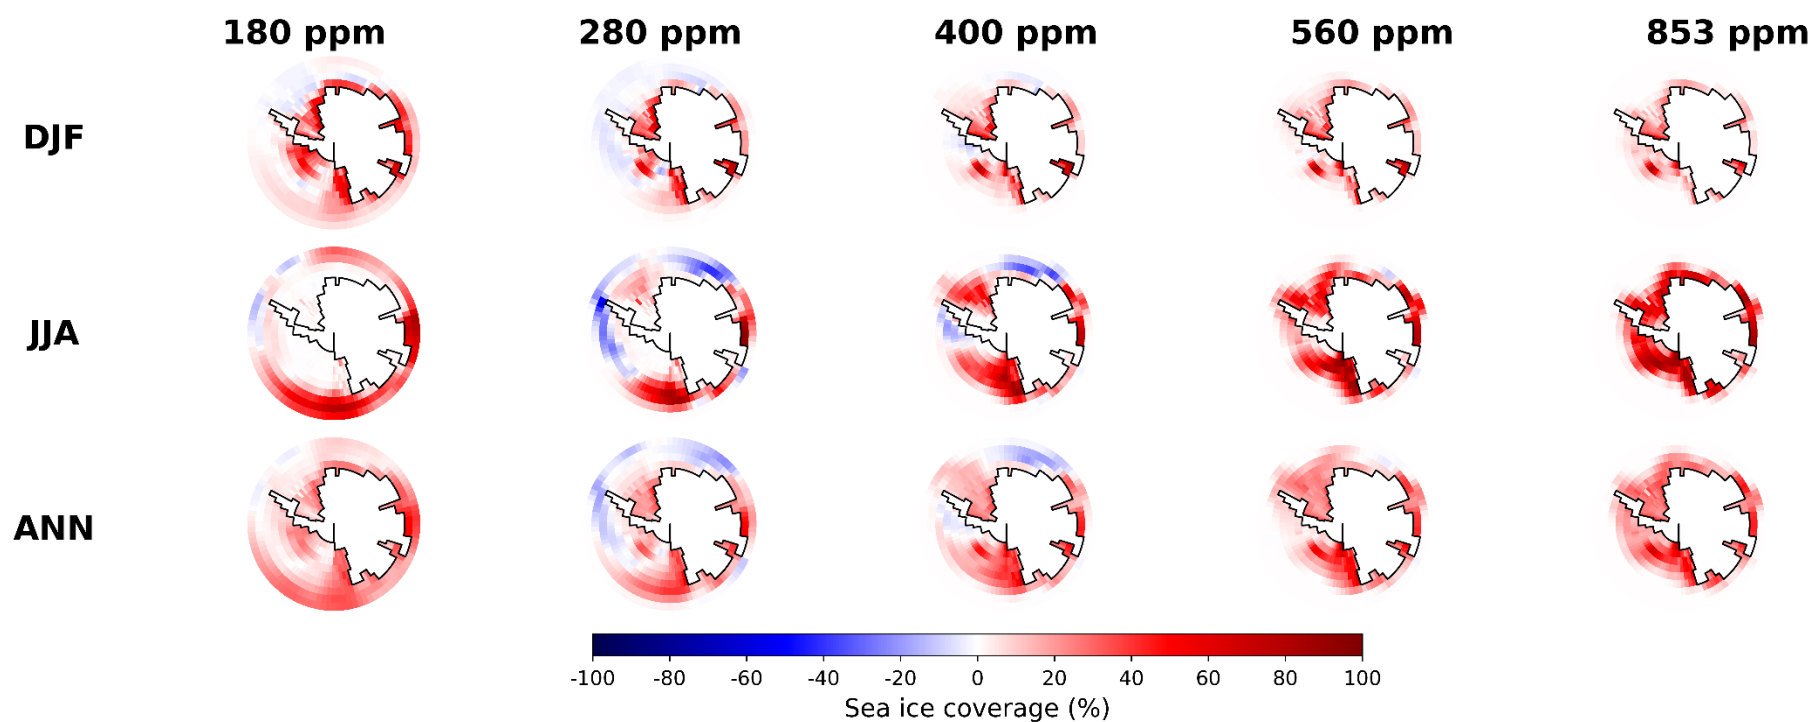 180 ppm 280 ppm 400 ppm 560 ppm 853 ppm
DJF
JJA
ANN
-100 -80 -60 -40 -20 0 20 40 60 80 100
Sea ice coverage (%)